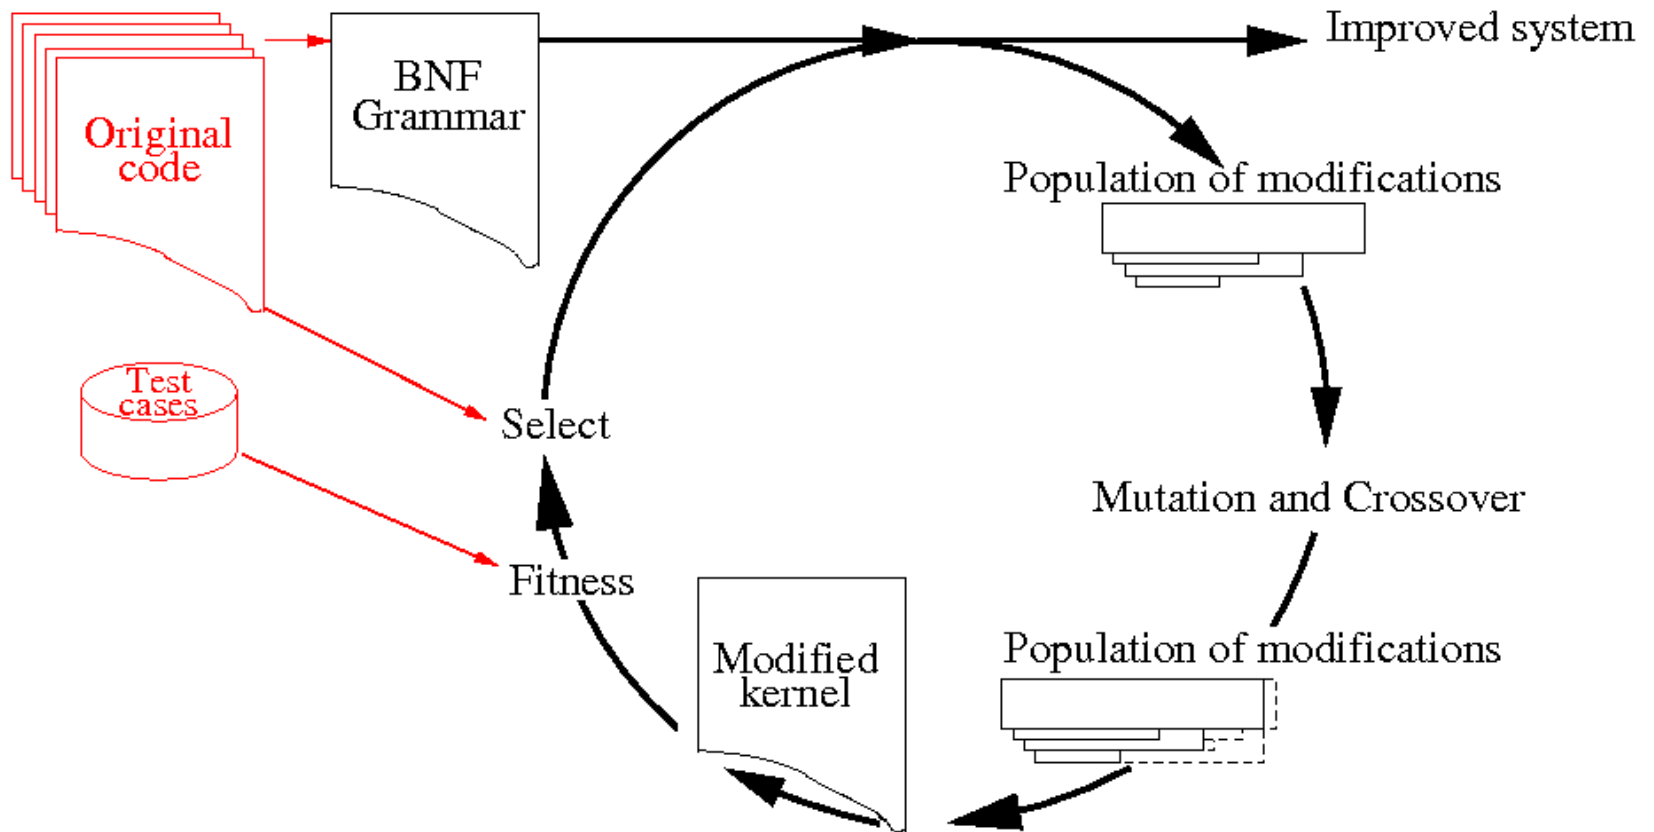 Improved system
BNF
Grammar
Original
code
Population of modifications
Test
cases
Select
Mutation and Crossover
Fitness
Population of modifications
Modified
kernel